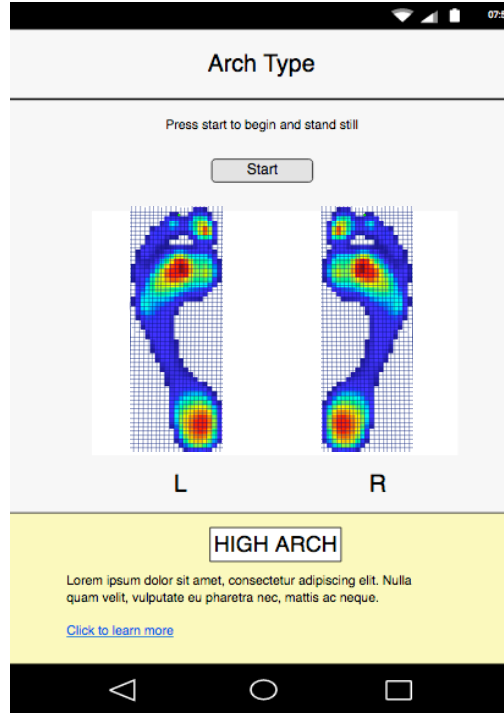 Arch Type
Press start to begin and stand still
Start
L R
HIGH ARCH
Lorem ipsum dolor sit amet, consectetur adipiscing elit. Nulla
quam velit, vulputate eu pharetra nec, mattis ac neque.
Click to learn more